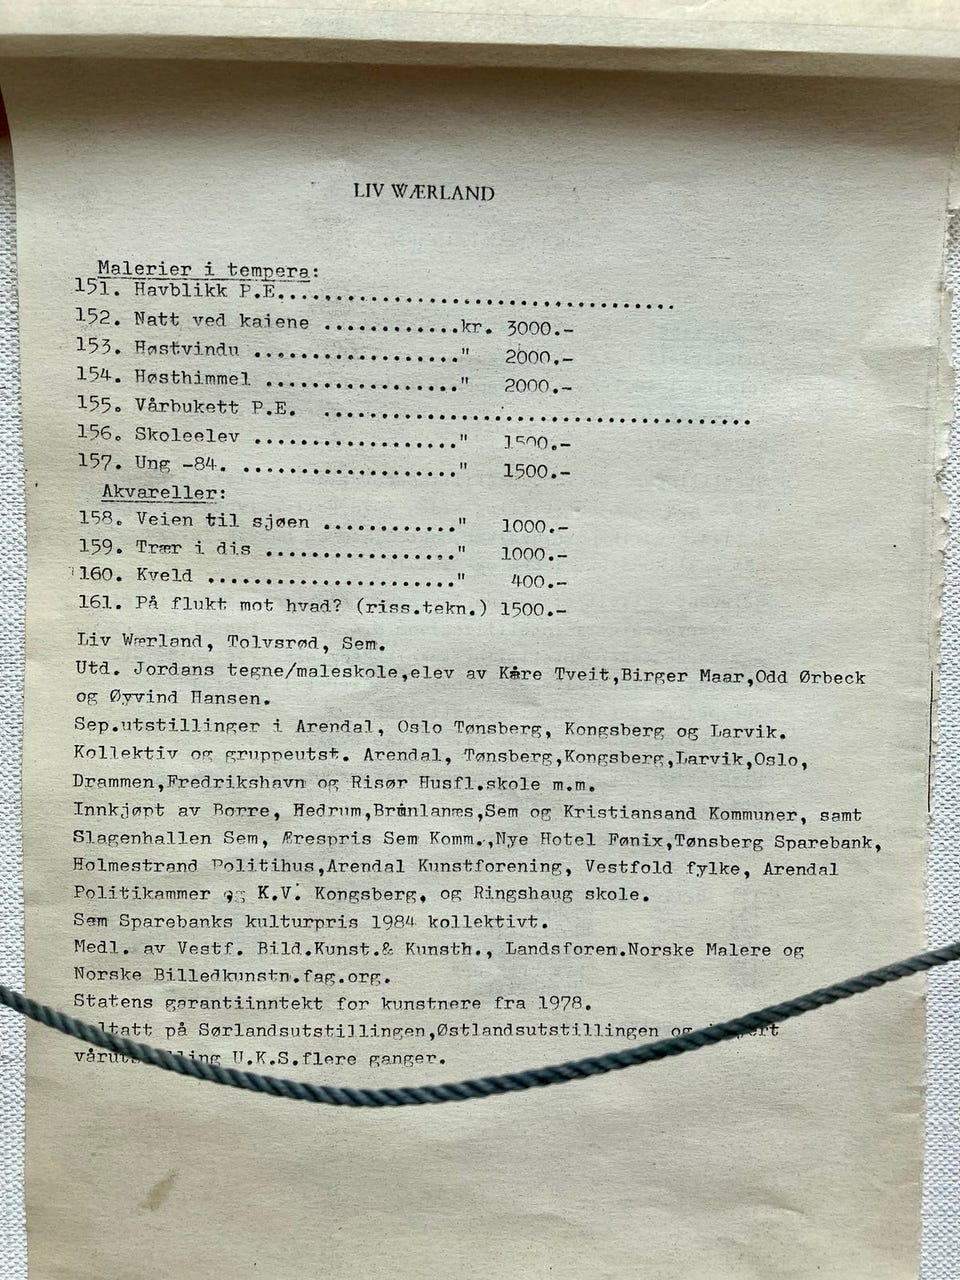 LIV WÆRLAND
Malerier i tempera:
151. Havblikk P.E..................................
152. Natt ved kaiene ............kr. 3000.-
153. Høstvindu .................." 2000.-
154. Høsthimmel ................." 2000.-
155. Vårbukett P.E. .....................................
156. Skoleelev .................." 1500.-
157. Ung -84. ..................." 1500.-
Akvareller:
158. Veien til sjøen ............" 1000.-
159. Trær i dis ................." 1000.-
160. Kveld ......................" 400.-
161. På flukt mot hvad? (riss.tekn.) 1500.-
Liv Wærland, Tolvsrød, Sem.
Utd. Jordans tegne/maleskole,elev av Kåre Tveit,Birger Maar,Odd Ørbeck
og Øyvind Hansen.
Sep.utstillinger i Arendal, Oslo Tønsberg, Kongsberg og Larvik.
Kollektiv og gruppeutst. Arendal, Tønsberg,Kongsberg,Larvik,Oslo,
Drammen,Fredrikshavn og Risør Husfl.skole m.m.
Innkjøpt av Borre, Hedrum,Brunlanes,Sem og Kristiansand Kommuner, samt
Slagenhallen Sem, Ærespris Sem Komm.,Nye Hotel Fønix,Tønsberg Sparebank,
Holmestrand Politihus,Arendal Kunstforening, Vestfold fylke, Arendal
Politikammer og K.V. Kongsberg, og Ringshaug skole.
Sem Sparebanks kulturpris 1984 kollektivt.
Medl. av Vestf. Bild.Kunst.& Kunsth., Landsforen.Norske Malere og
Norske Billedkunstn.fag.org.
Statens garantiinntekt for kunstnere fra 1978.
på Sørlandsutstillingen,Østlandsutstillingen og
U.K.S.flere ganger.